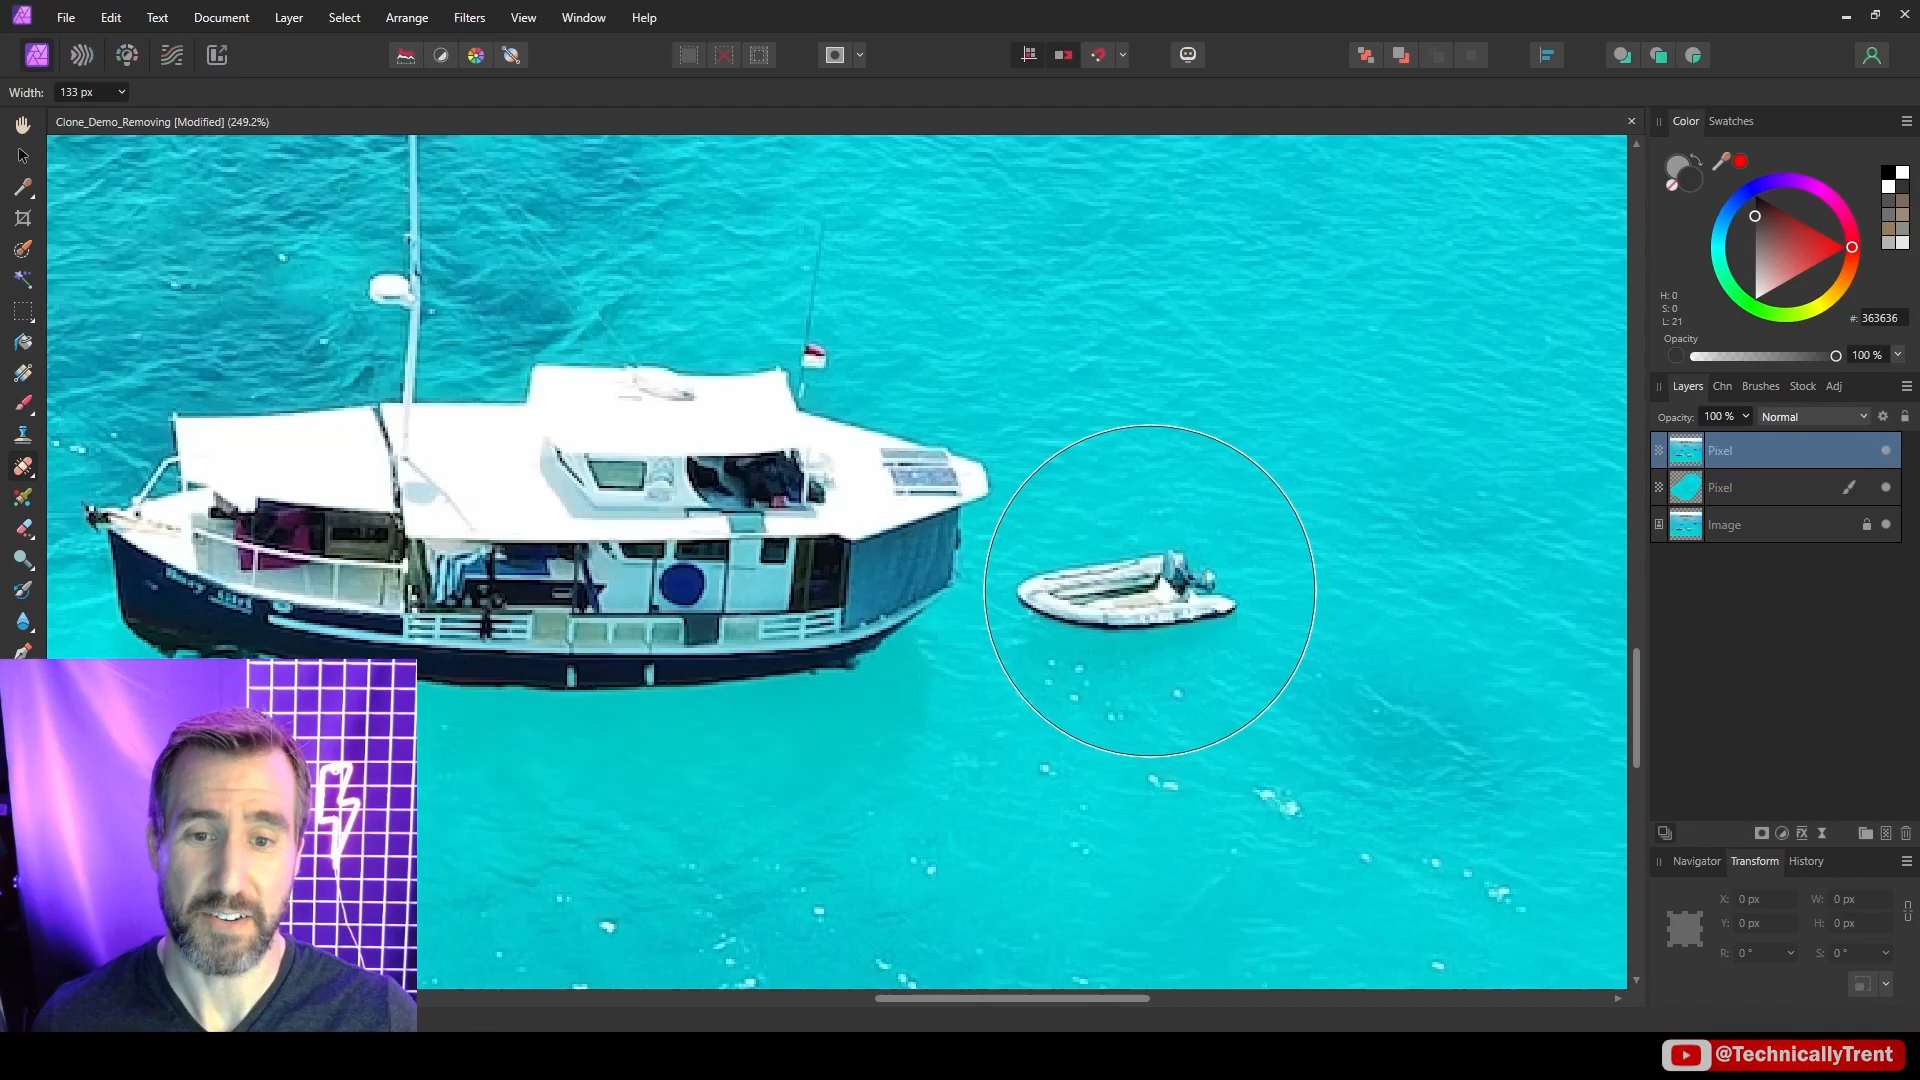 File Edit Text Document Layer Select Arrange Filters View Window Help
Width: 133 px
Clone_Demo_Removing [Modified] (249.2%)
Color Swatches
H: 0
S: 0
L: 21
#: 363636
Opacity
100 %
Layers Chn Brushes Stock Adj
Opacity: 100 % Normal
Pixel
Pixel
Image
Navigator Transform History
X: 0 px W: 0 px
Y: 0 px H: 0 px
R: 0 ° S: 0 °
@TechnicallyTrent